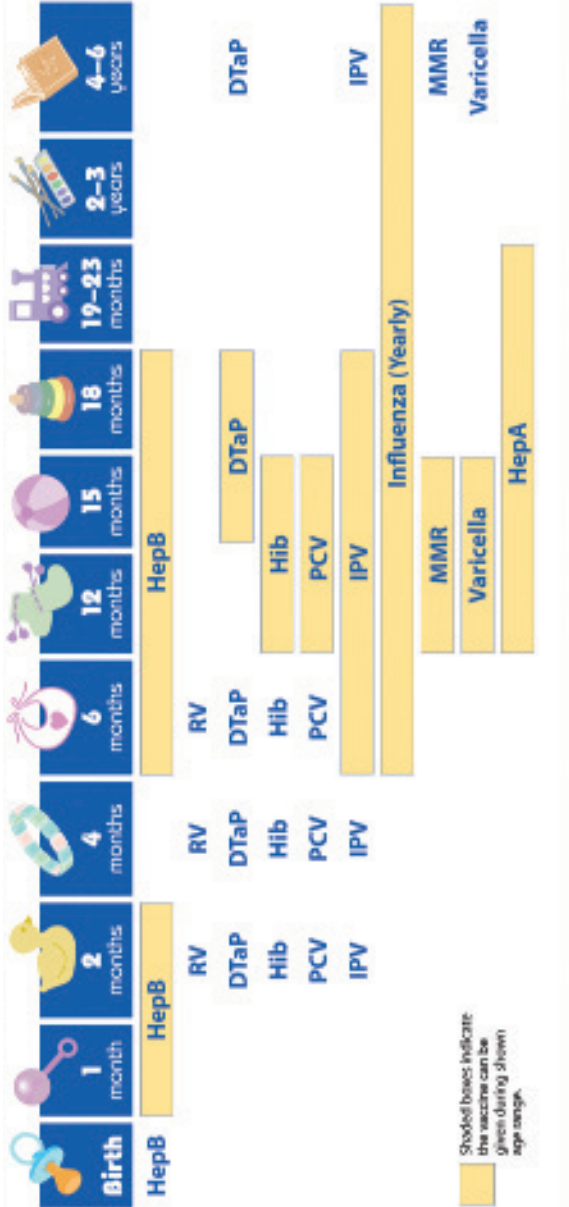 Birth
1 month
2 months
4 months
6 months
12 months
15 months
18 months
19–23 months
2–3 years
4–6 years
HepB
HepB
HepB
RV
RV
RV
DTaP
DTaP
DTaP
DTaP
DTaP
Hib
Hib
Hib
Hib
PCV
PCV
PCV
PCV
IPV
IPV
IPV
IPV
Influenza (Yearly)
MMR
MMR
Varicella
Varicella
HepA
Shaded boxes indicate
the vaccine can be
given during shown
age range.